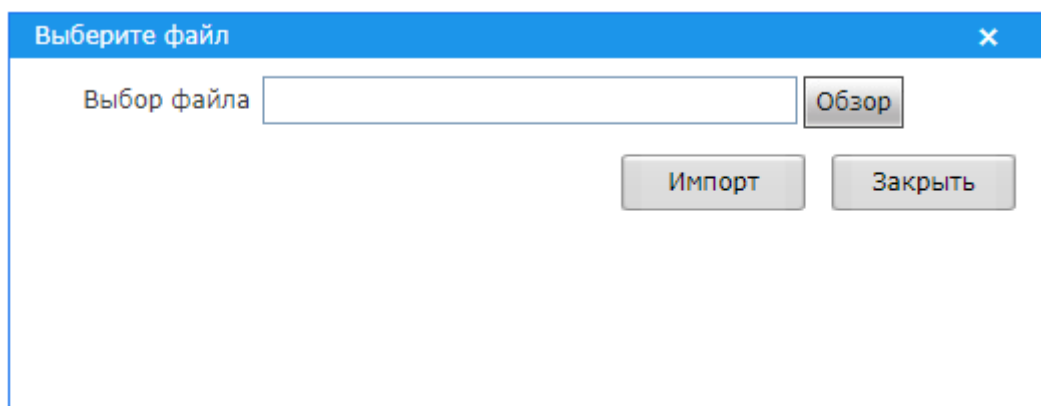 Выберите файл
Выбор файла Обзор
Импорт Закрыть